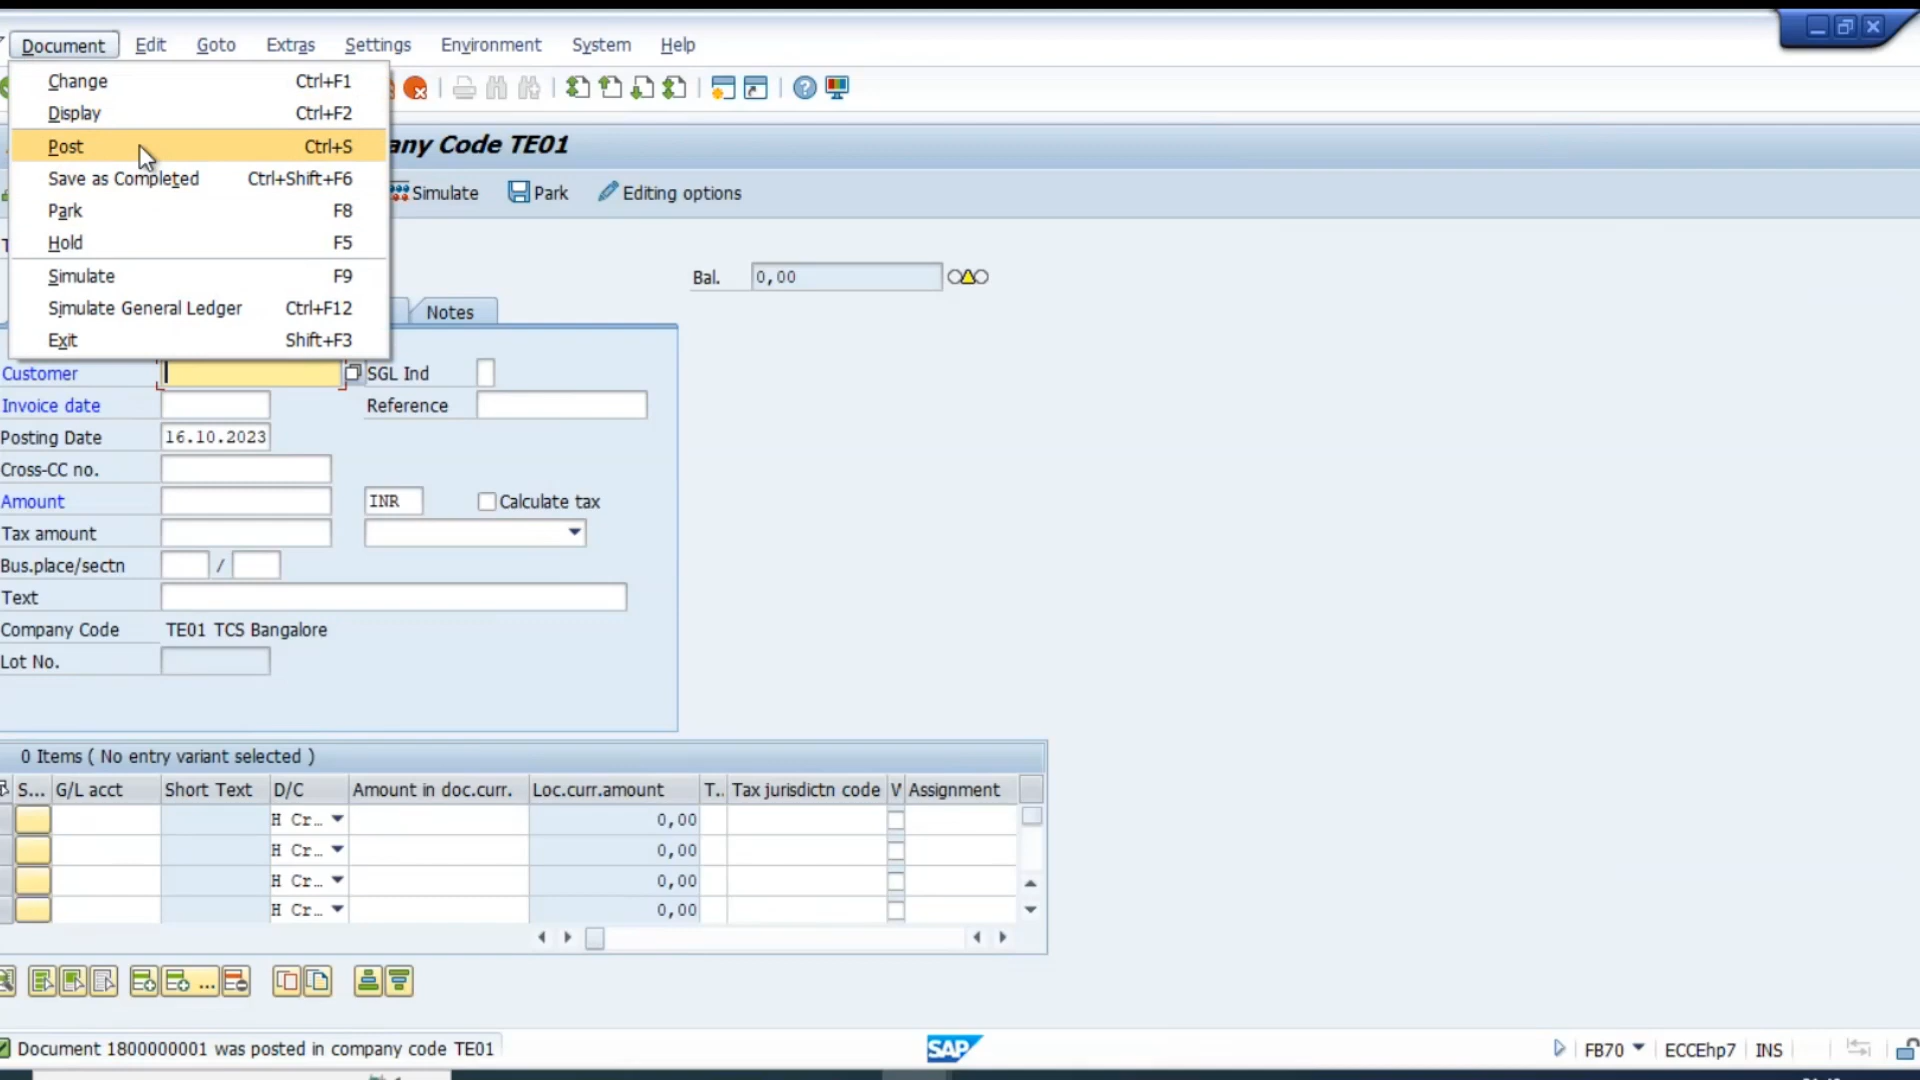 Document Edit Goto Extras Settings Environment System Help
Change Ctrl+F1
Display Ctrl+F2
Post Ctrl+S
Save as Completed Ctrl+Shift+F6
Park F8
Hold F5
Simulate F9
Simulate General Ledger Ctrl+F12
Exit Shift+F3
any Code TE01
Simulate Park Editing options
Bal. 0,00
Notes
Customer SGL Ind
Invoice date Reference
Posting Date 16.10.2023
Cross-CC no.
Amount INR Calculate tax
Tax amount
Bus.place/sectn /
Text
Company Code TE01 TCS Bangalore
Lot No.
0 Items ( No entry variant selected )
S... G/L acct Short Text D/C Amount in doc.curr. Loc.curr.amount T.. Tax jurisdictn code V Assignment
H Cr… 0,00
H Cr… 0,00
H Cr… 0,00
H Cr… 0,00
Document 1800000001 was posted in company code TE01
SAP
FB70 ECCEhp7 INS